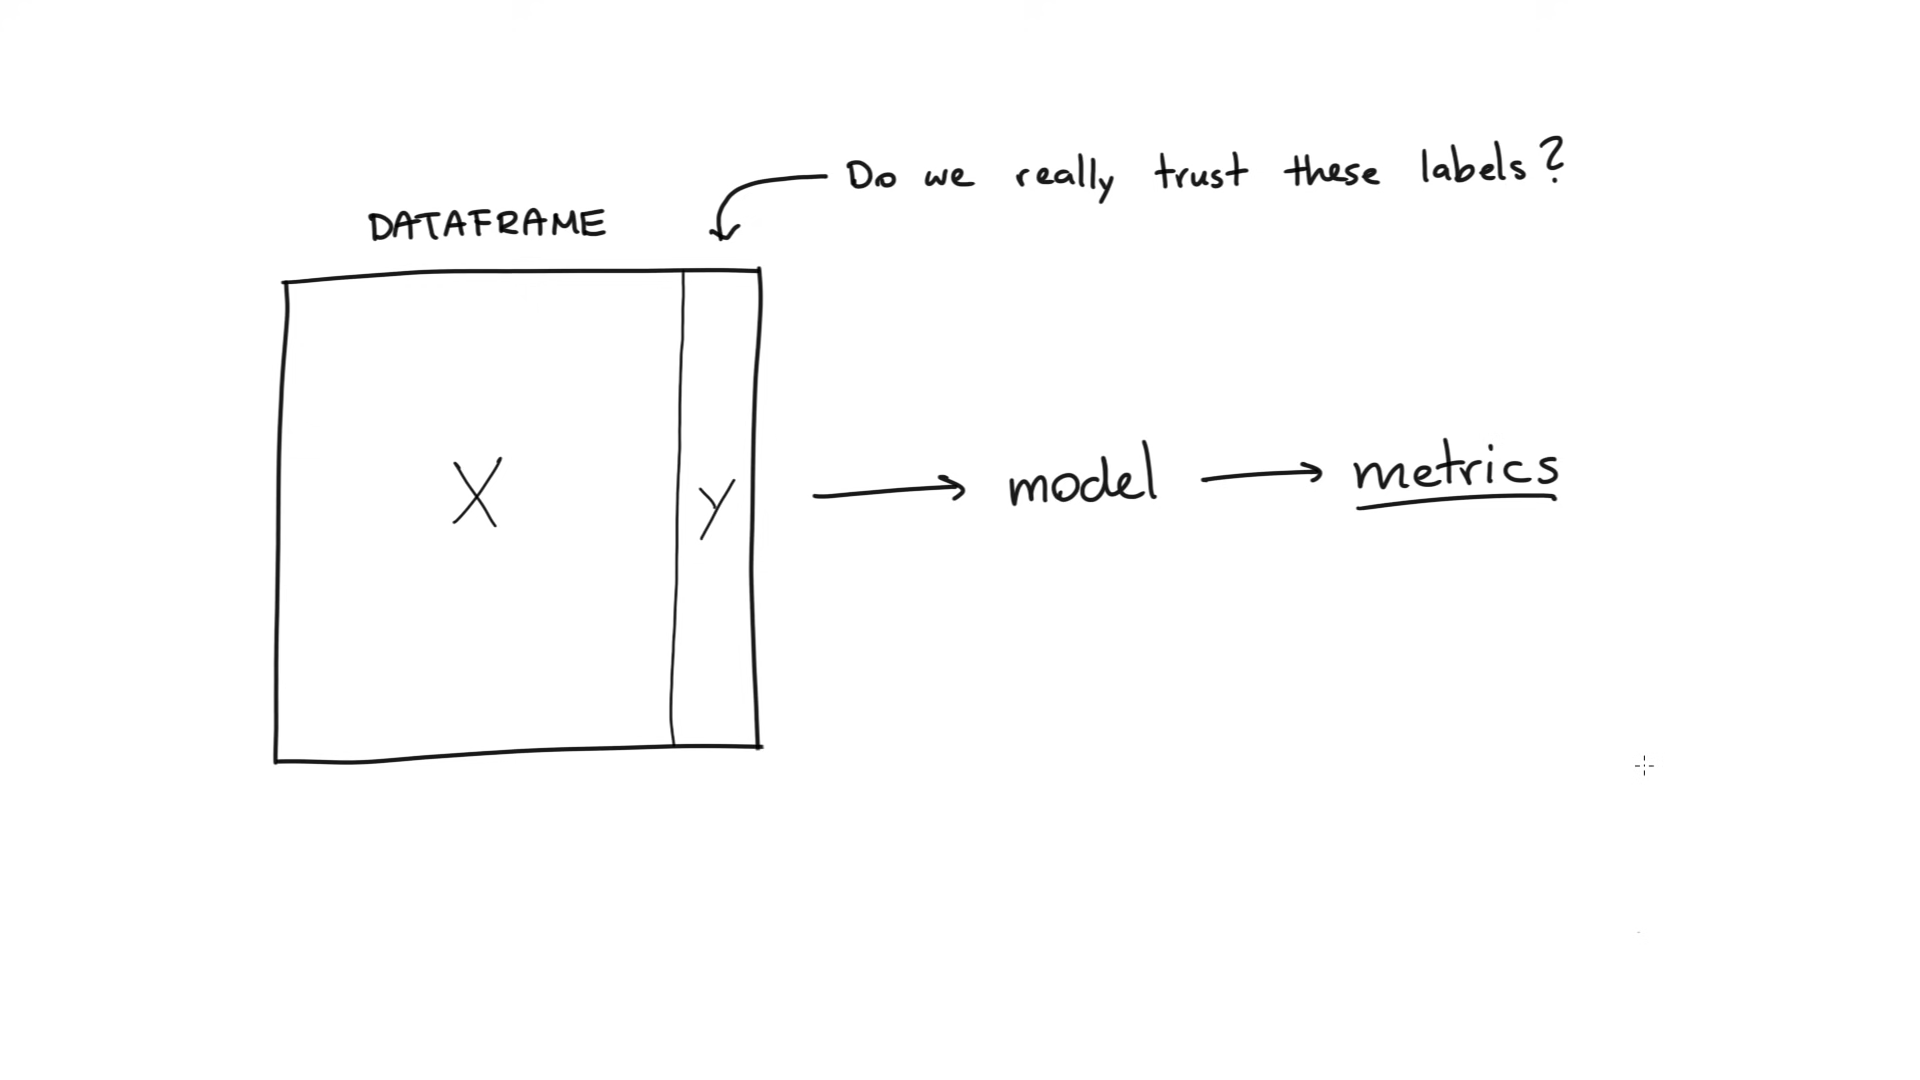 Do we really trust these labels?
DATAFRAME
X
y
model
metrics